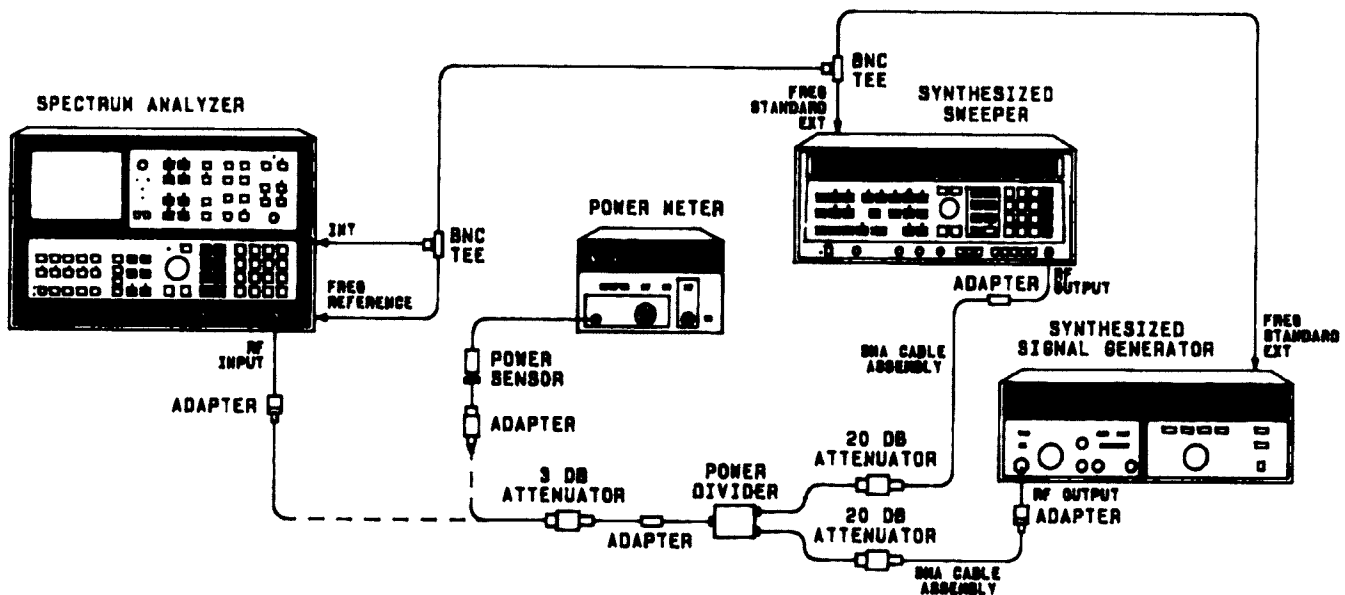 SPECTRUM ANALYZER
INT
BNC
TEE
FREQ
REFERENCE
RF
INPUT
ADAPTER
POWER METER
POWER
SENSOR
ADAPTER
3 DB
ATTENUATOR
ADAPTER
POWER
DIVIDER
20 DB
ATTENUATOR
20 DB
ATTENUATOR
BNC
TEE
FREQ
STANDARD
EXT
SYNTHESIZED
SWEEPER
ADAPTER
RF
OUTPUT
SMA CABLE
ASSEMBLY
SYNTHESIZED
SIGNAL GENERATOR
FREQ
STANDARD
EXT
RF OUTPUT
ADAPTER
SMA CABLE
ASSEMBLY